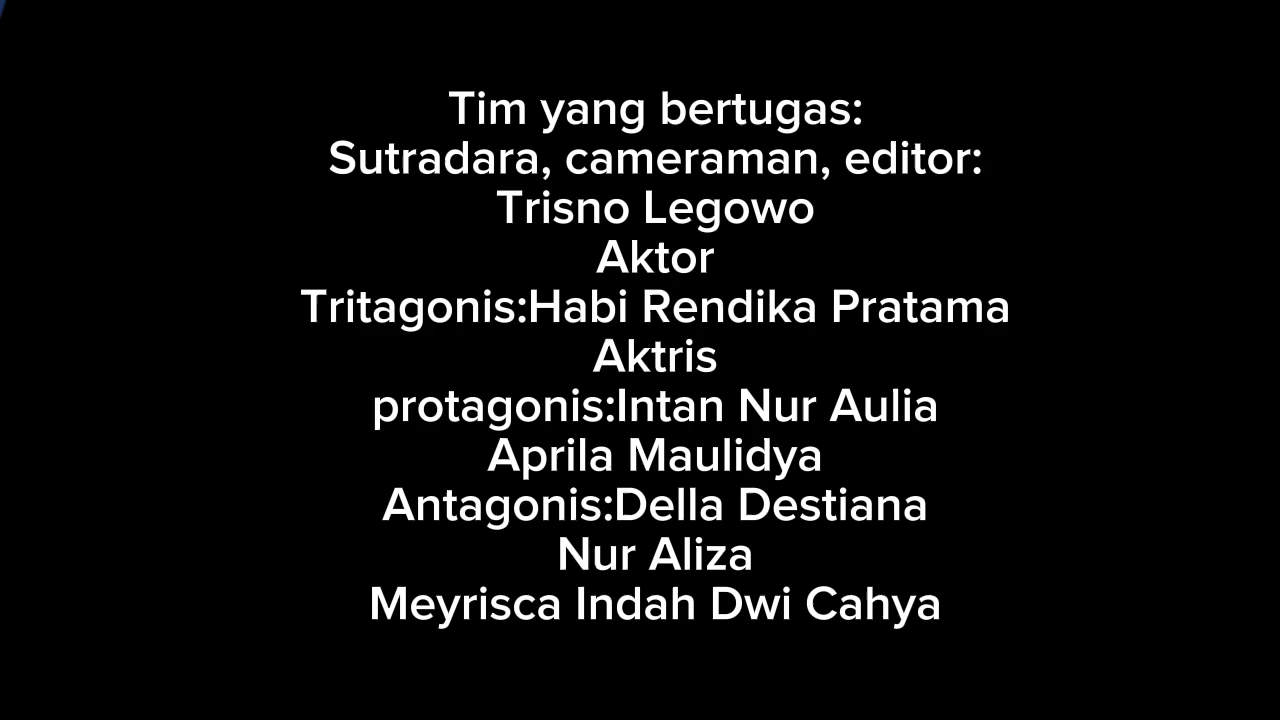 Tim yang bertugas:
Sutradara, cameraman, editor:
Trisno Legowo
Aktor
Tritagonis:Habi Rendika Pratama
Aktris
protagonis:Intan Nur Aulia
Aprila Maulidya
Antagonis:Della Destiana
Nur Aliza
Meyrisca Indah Dwi Cahya